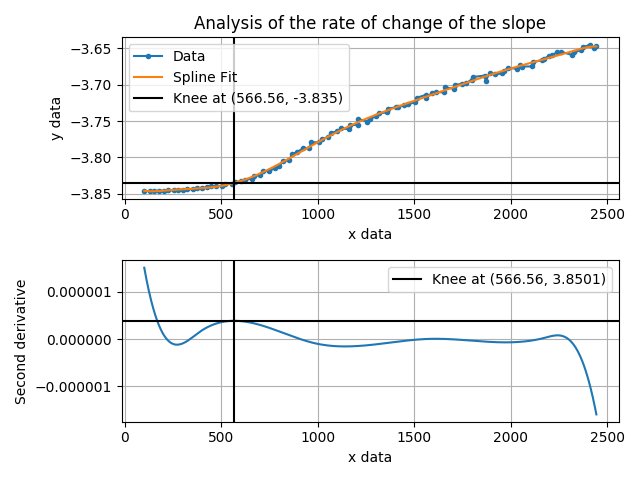 Analysis of the rate of change of the slope
−3.65
−3.70
−3.75
−3.80
−3.85
y data
Data
Spline Fit
Knee at (566.56, -3.835)
0
500
1000
1500
2000
2500
x data
0.000001
0.000000
−0.000001
Second derivative
Knee at (566.56, 3.8501)
0
500
1000
1500
2000
2500
x data